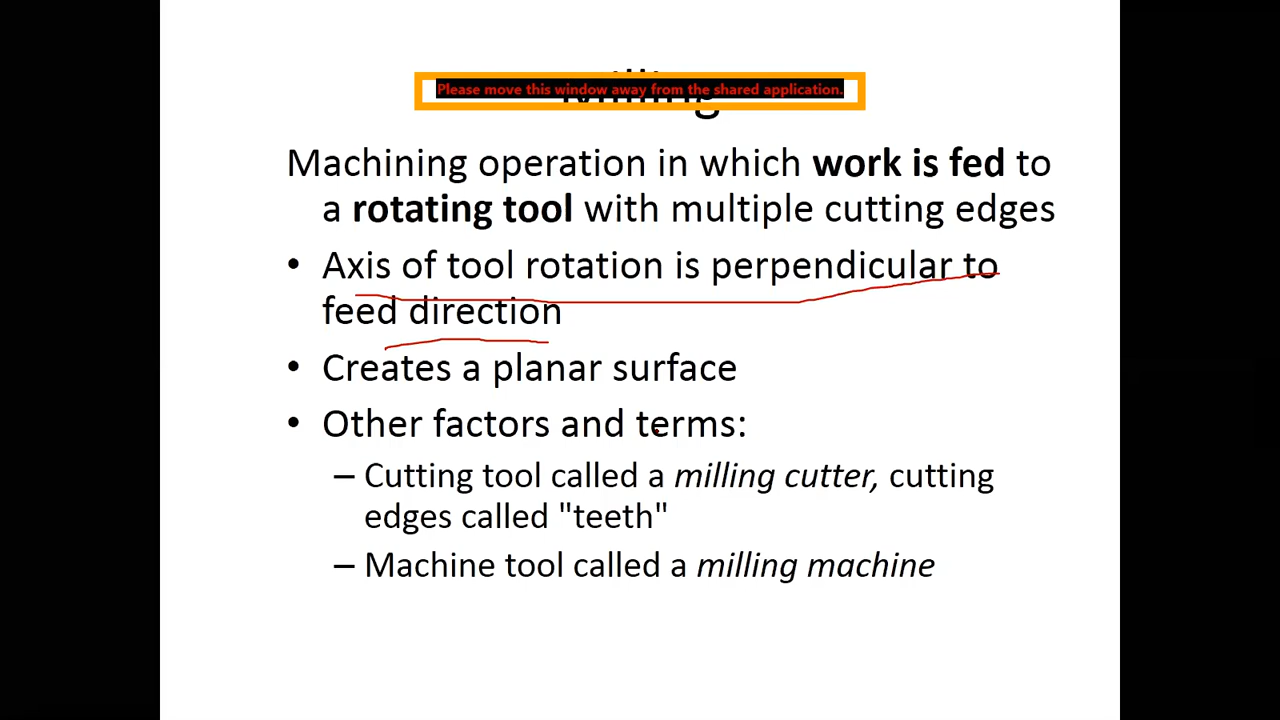 Please move this window away from the shared application.
Milling
Machining operation in which work is fed to
a rotating tool with multiple cutting edges
• Axis of tool rotation is perpendicular to
feed direction
• Creates a planar surface
• Other factors and terms:
– Cutting tool called a milling cutter, cutting
edges called "teeth"
– Machine tool called a milling machine